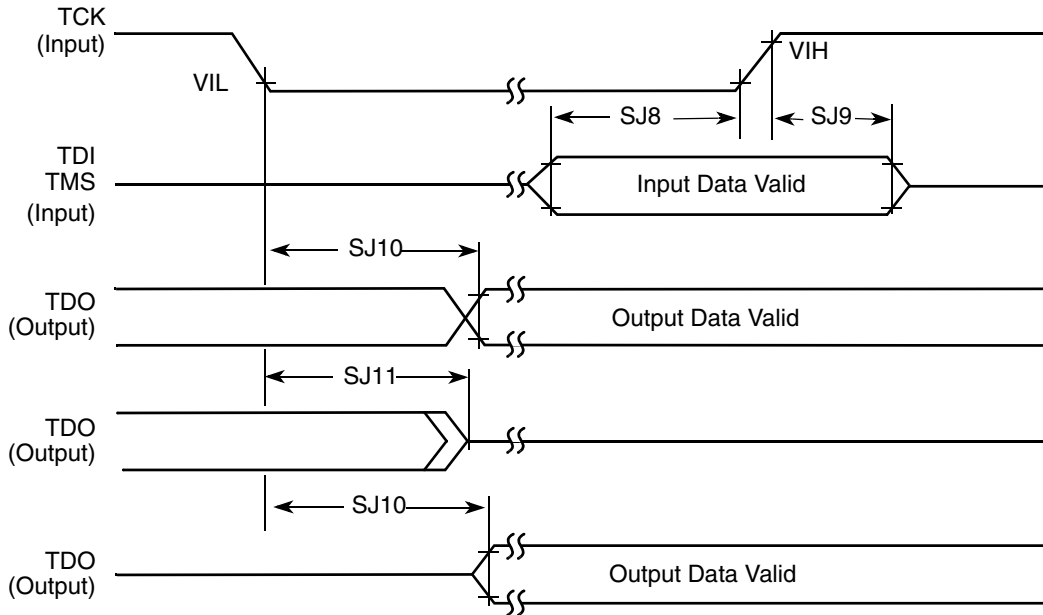 TCK
(Input)
VIL
VIH
SJ8
SJ9
TDI
TMS
(Input)
Input Data Valid
SJ10
TDO
(Output)
Output Data Valid
SJ11
TDO
(Output)
SJ10
TDO
(Output)
Output Data Valid